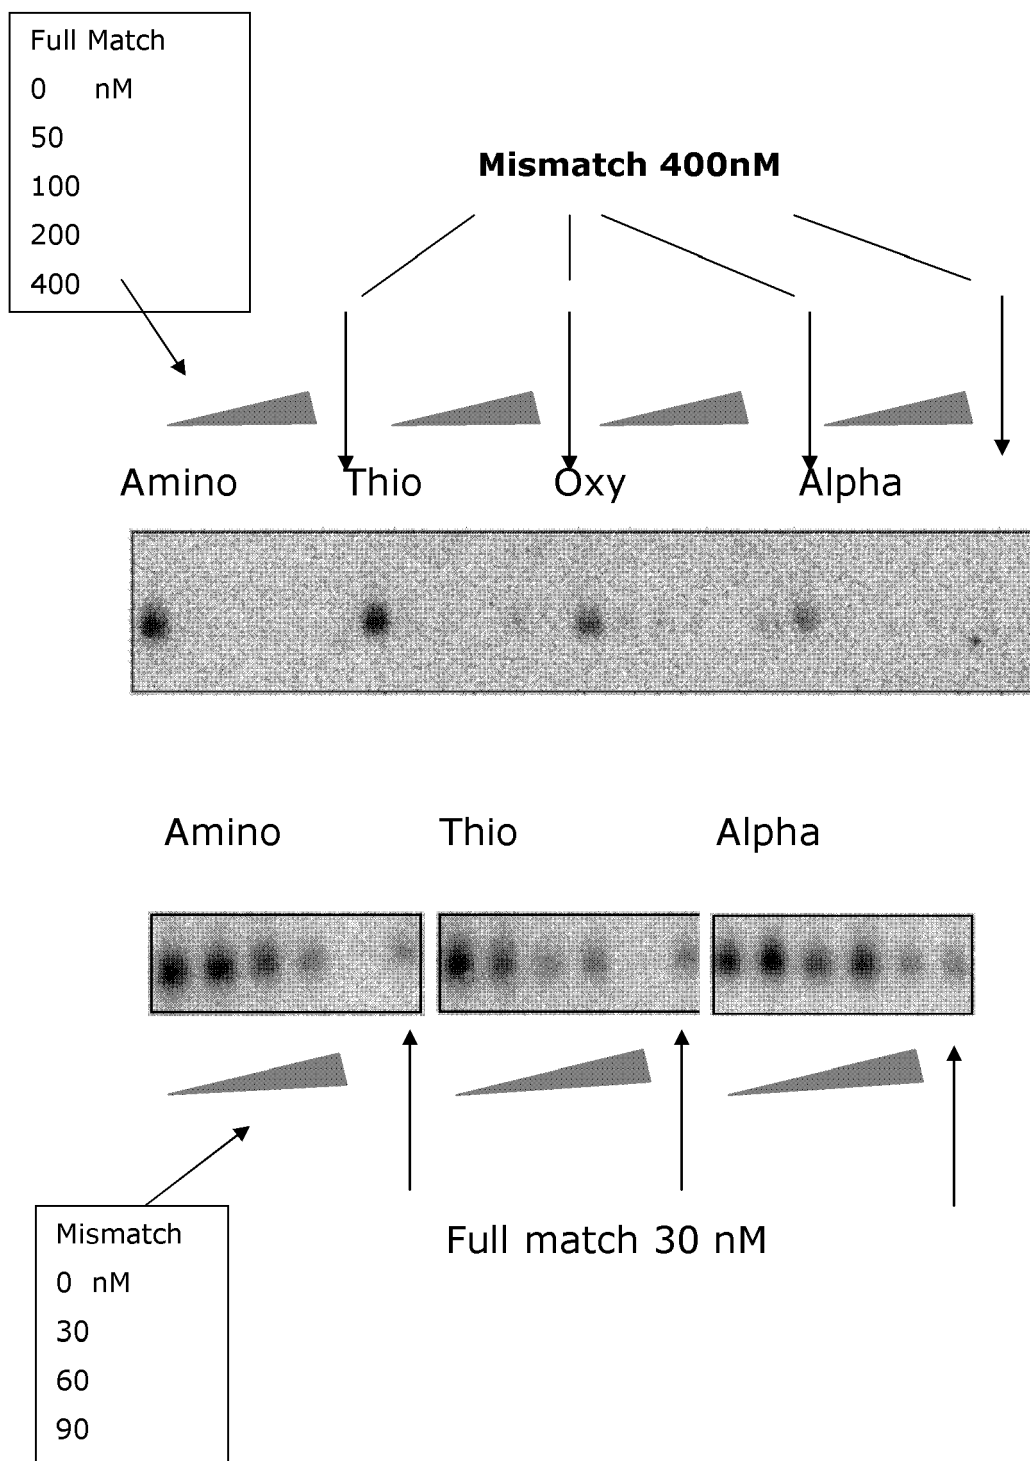 Full Match
0 nM
50
100
200
400
Mismatch 400nM
Amino Thio Oxy Alpha
Amino Thio Alpha
Full match 30 nM
Mismatch
0 nM
30
60
90